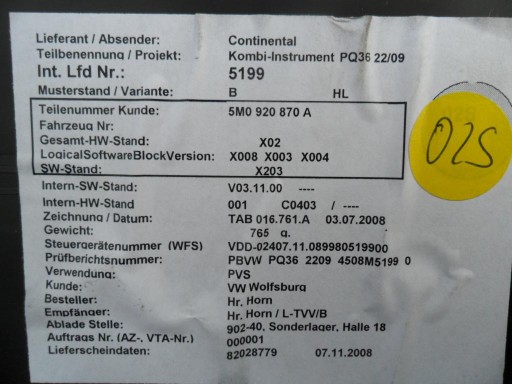 Lieferant / Absender: Continental
Teilbenennung / Projekt: Kombi-Instrument PQ36 22/09
Int. Lfd Nr.: 5199
Musterstand / Variante: B HL
Teilenummer Kunde: 5M0 920 870 A
Fahrzeug Nr:
Gesamt-HW-Stand: X02
LogicalSoftwareBlockVersion: X008 X003 X004
SW-Stand: X203
Intern-SW-Stand: V03.11.00 ----
Intern-HW-Stand 001 C0403 / ----
Zeichnung / Datum: TAB 016.761.A 03.07.2008
Gewicht: 765 g.
Steuergerätenummer (WFS) VDD-02407.11.089980519900
Prüfberichtsnummer: PBVW PQ36 2209 4508M5199 0
Verwendung: PVS
Kunde: VW Wolfsburg
Besteller: Hr. Horn
Empfänger: Hr. Horn / L-TVV/B
Ablade Stelle: 902-40, Sonderlager, Halle 18
Auftrags Nr. (AZ-, VTA-Nr.) 000001
Lieferscheindaten: 82028779 07.11.2008
025